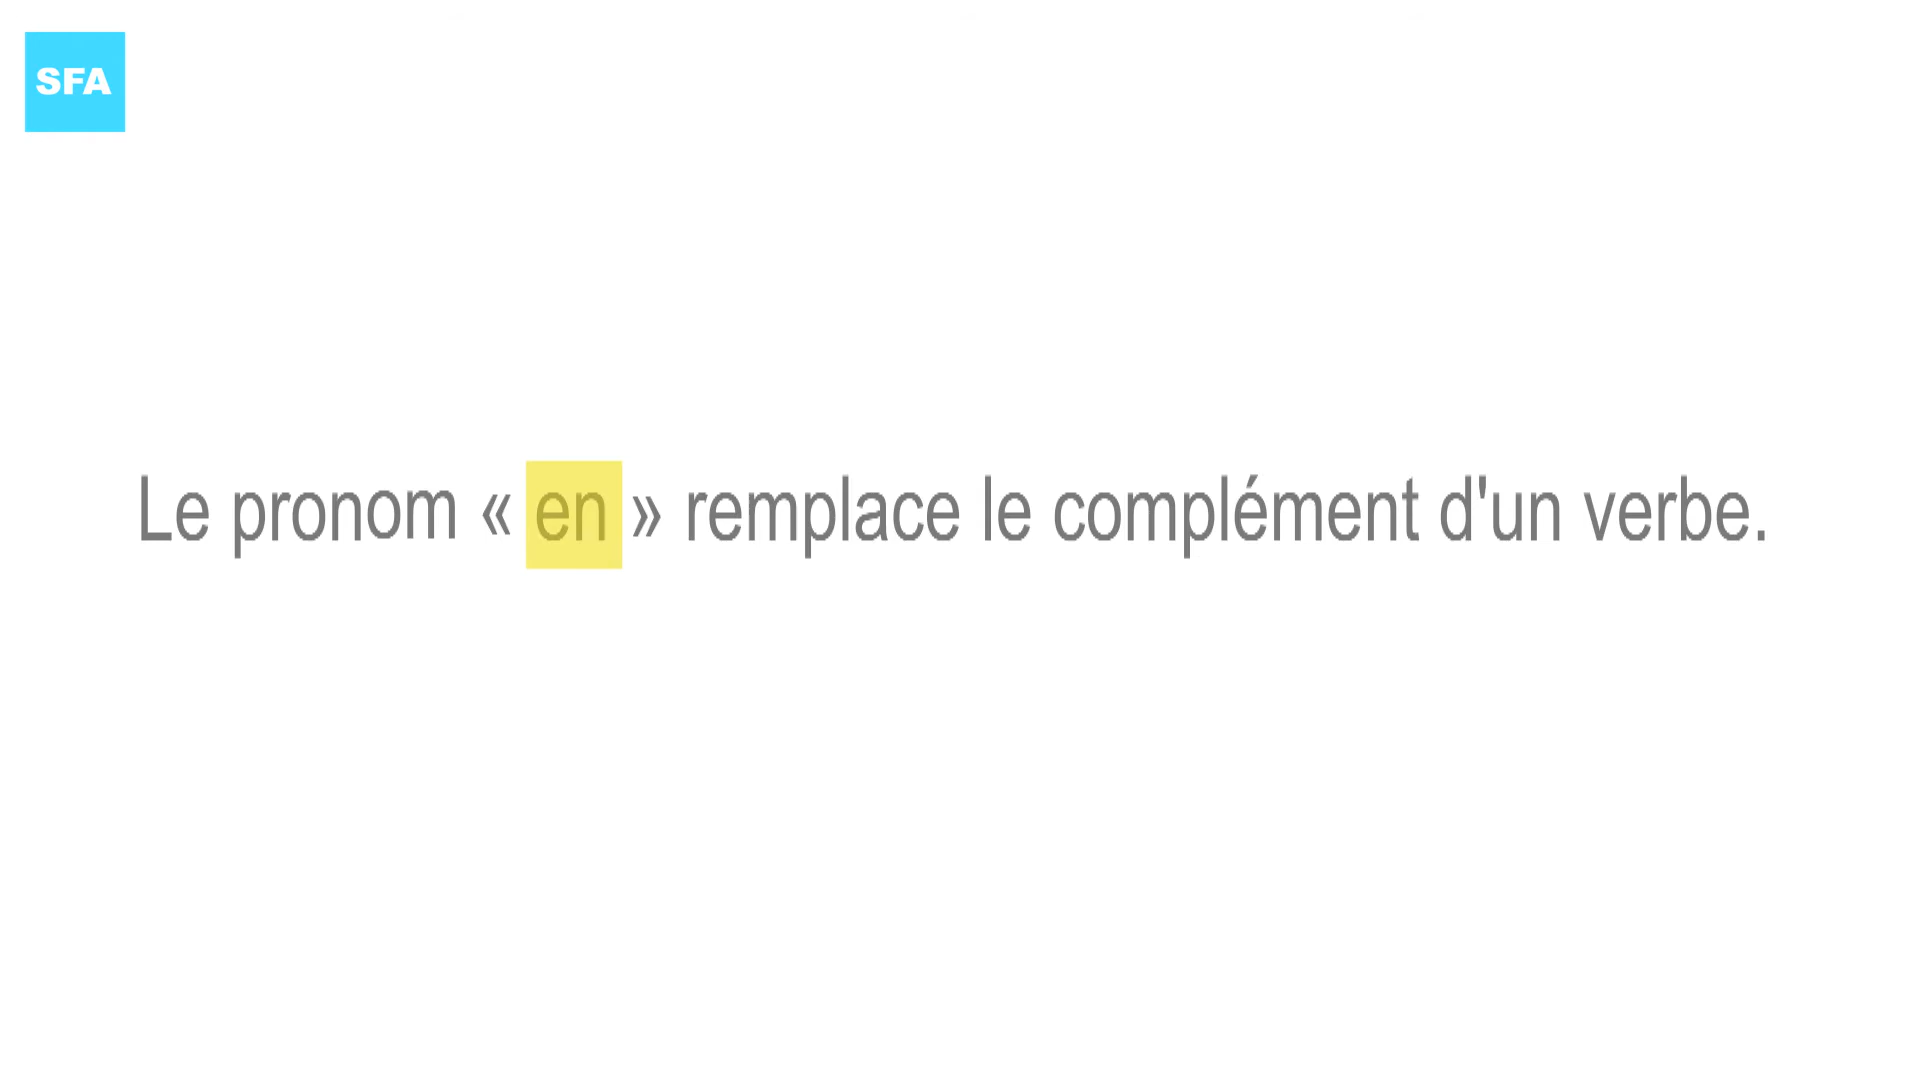 SFA
Le pronom « en » remplace le complément d'un verbe.